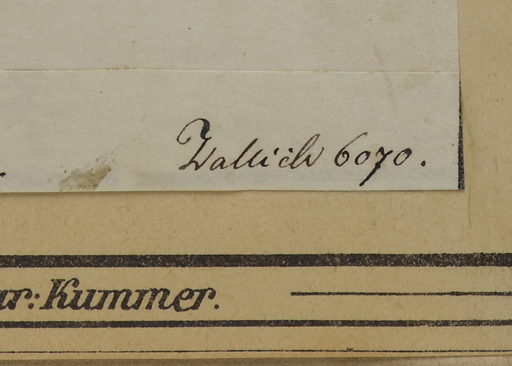 Wallich 6070.
ar: Kummer.